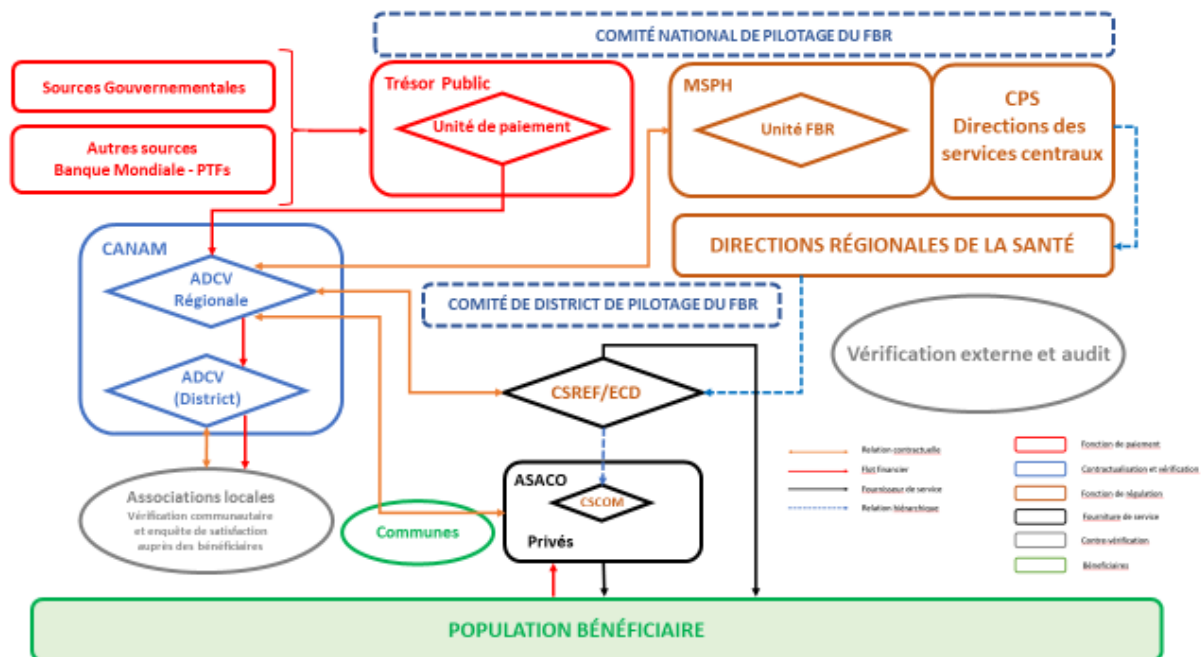 COMITÉ NATIONAL DE PILOTAGE DU FBR
Sources Gouvernementales
Autres sources
Banque Mondiale - PTFs
Trésor Public
Unité de paiement
MSPH
Unité FBR
CPS
Directions des
services centraux
DIRECTIONS RÉGIONALES DE LA SANTÉ
CANAM
ADCV
Régionale
COMITÉ DE DISTRICT DE PILOTAGE DU FBR
Vérification externe et audit
ADCV
(District)
CSREF/ECD
Associations locales
Vérification communautaire
et enquête de satisfaction
auprès des bénéficiaires
Communes
ASACO
CSCOM
Privés
Relation contractuelle
Flut financier
Fournisseur de service
Relation hiérarchique
Fonction de paiement
Contractualisation et vérification
Fonction de régulation
Fourniture de service
Contre-vérification
Bénéficiaires
POPULATION BÉNÉFICIAIRE